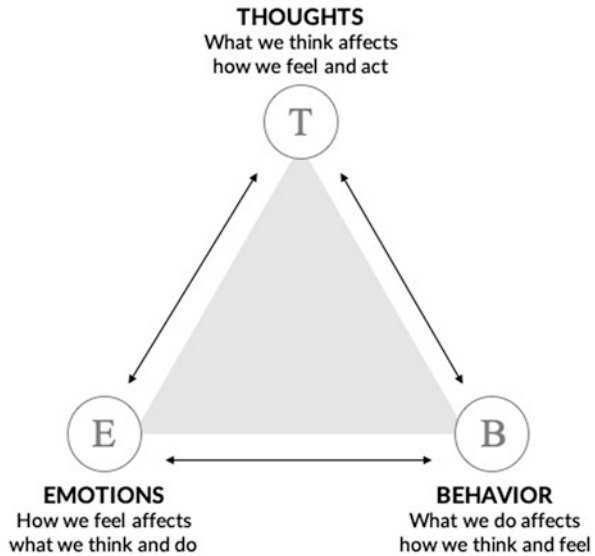 THOUGHTS
What we think affects
how we feel and act
T
E
B
EMOTIONS
How we feel affects
what we think and do
BEHAVIOR
What we do affects
how we think and feel